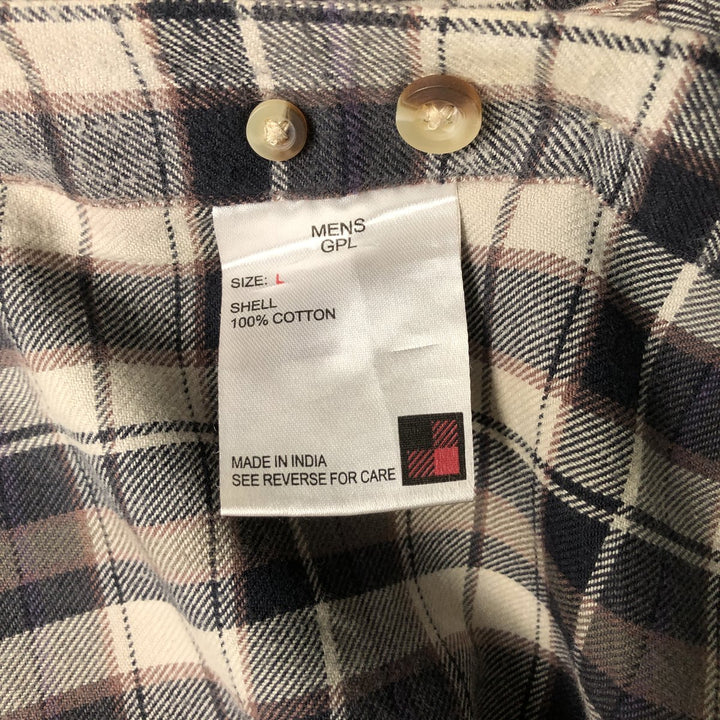 MENS
GPL
SIZE: L
SHELL
100% COTTON
MADE IN INDIA
SEE REVERSE FOR CARE